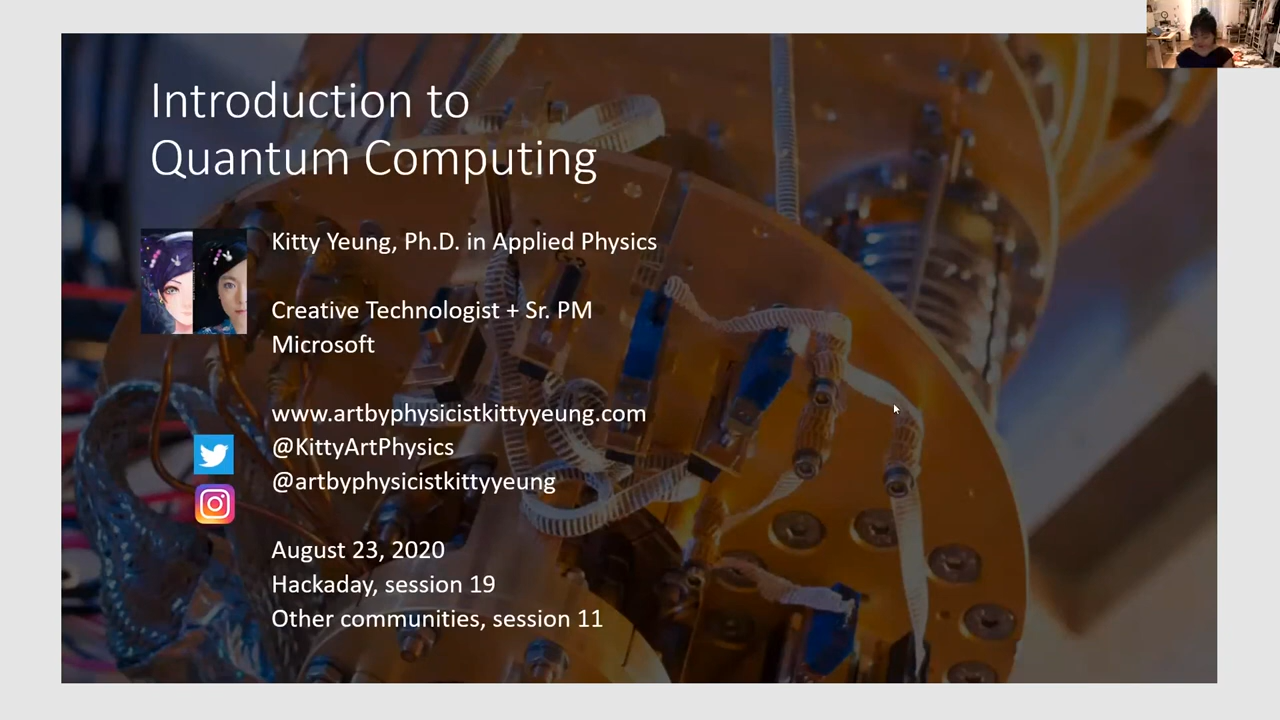 Introduction to
Quantum Computing
Kitty Yeung, Ph.D. in Applied Physics
Creative Technologist + Sr. PM
Microsoft
www.artbyphysicistkittyyeung.com
@KittyArtPhysics
@artbyphysicistkittyyeung
August 23, 2020
Hackaday, session 19
Other communities, session 11